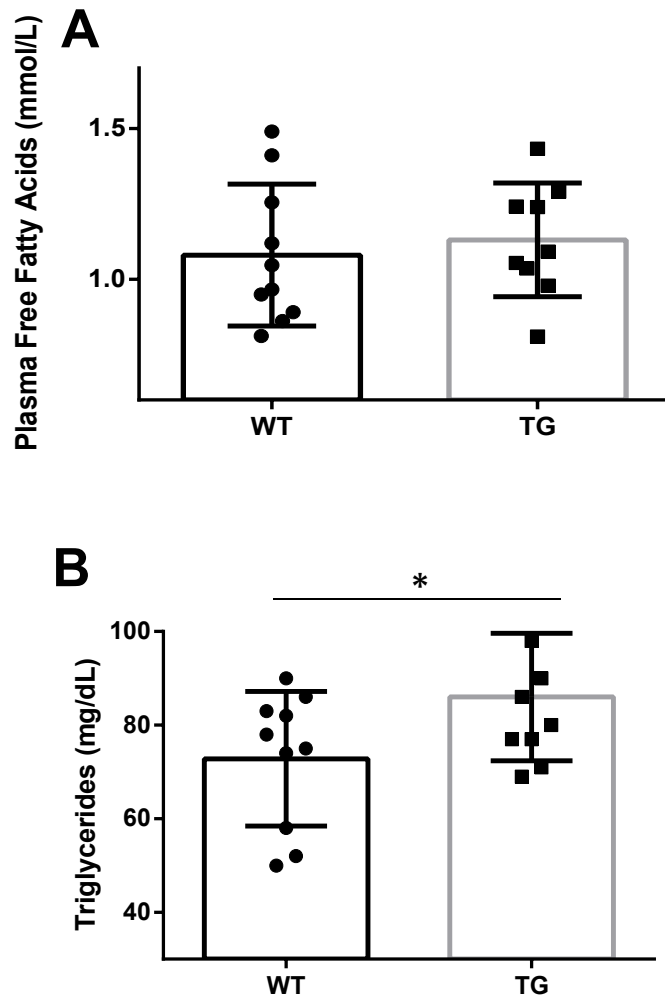 A
Plasma Free Fatty Acids (mmol/L)
1.5
1.0
WT TG
B
*
Triglycerides (mg/dL)
100
80
60
40
WT TG